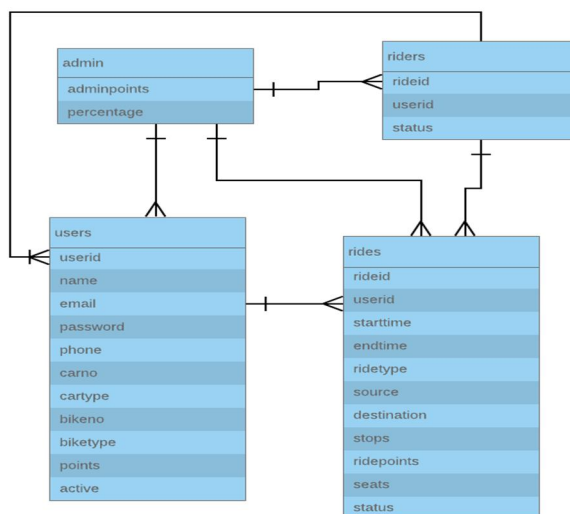 admin
adminpoints
percentage
riders
rideid
userid
status
users
userid
name
email
password
phone
carno
cartype
bikeno
biketype
points
active
rides
rideid
userid
starttime
endtime
ridetype
source
destination
stops
ridepoints
seats
status